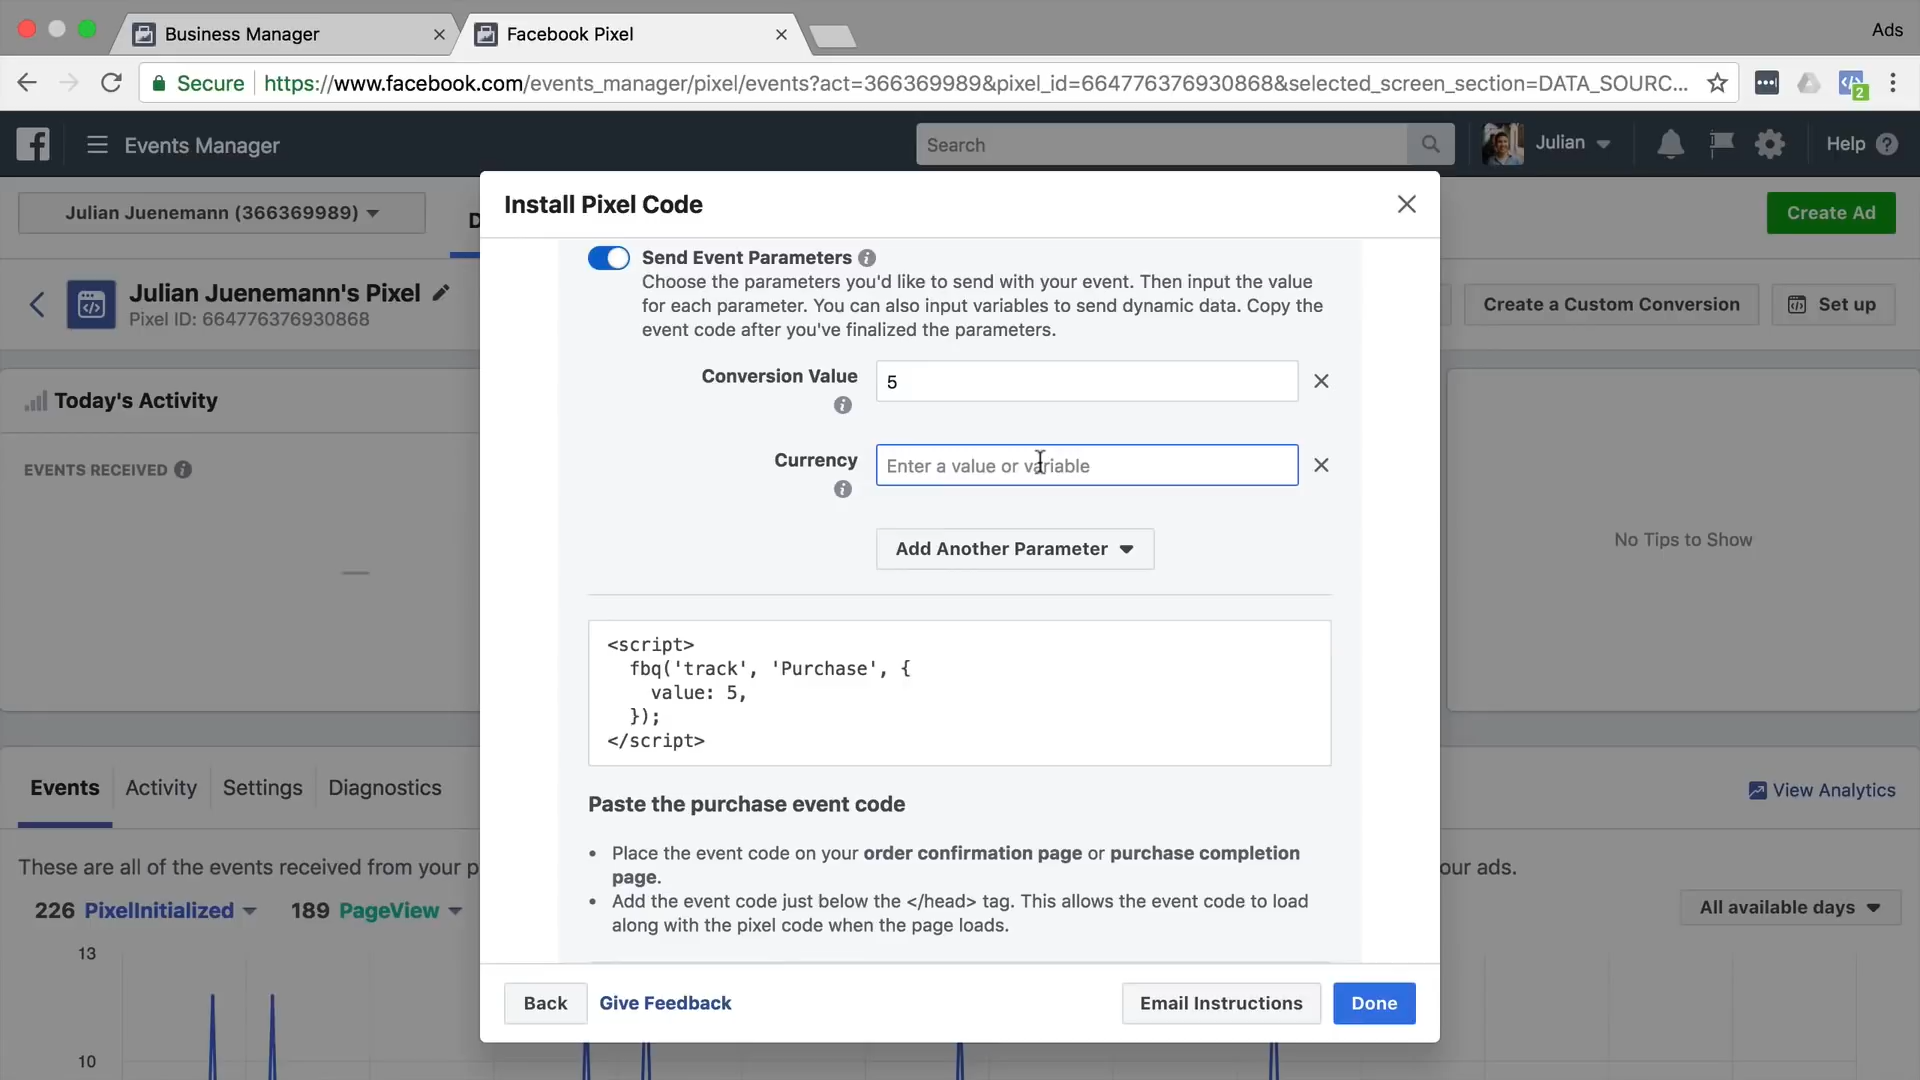 Business Manager
Facebook Pixel
Ads
Secure
https://www.facebook.com/events_manager/pixel/events?act=366369989&pixel_id=664776376930868&selected_screen_section=DATA_SOURC...
2
Events Manager
Search
Julian
Help
Julian Juenemann (366369989)
D
Create Ad
Install Pixel Code
Julian Juenemann's Pixel
Pixel ID: 664776376930868
Create a Custom Conversion
Set up
Send Event Parameters
Choose the parameters you'd like to send with your event. Then input the value
for each parameter. You can also input variables to send dynamic data. Copy the
event code after you've finalized the parameters.
Conversion Value
5
Currency
Enter a value or variable
Add Another Parameter
Today's Activity
EVENTS RECEIVED
No Tips to Show
<script>
fbq('track', 'Purchase', {
value: 5,
});
</script>
Paste the purchase event code
• Place the event code on your order confirmation page or purchase completion
page.
• Add the event code just below the </head> tag. This allows the event code to load
along with the pixel code when the page loads.
Events
Activity
Settings
Diagnostics
View Analytics
These are all of the events received from your p
our ads.
226 PixelInitialized
189 PageView
All available days
13
10
Back
Give Feedback
Email Instructions
Done